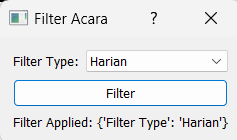 Filter Acara
Filter Type: Harian
Filter
Filter Applied: {'Filter Type': 'Harian'}